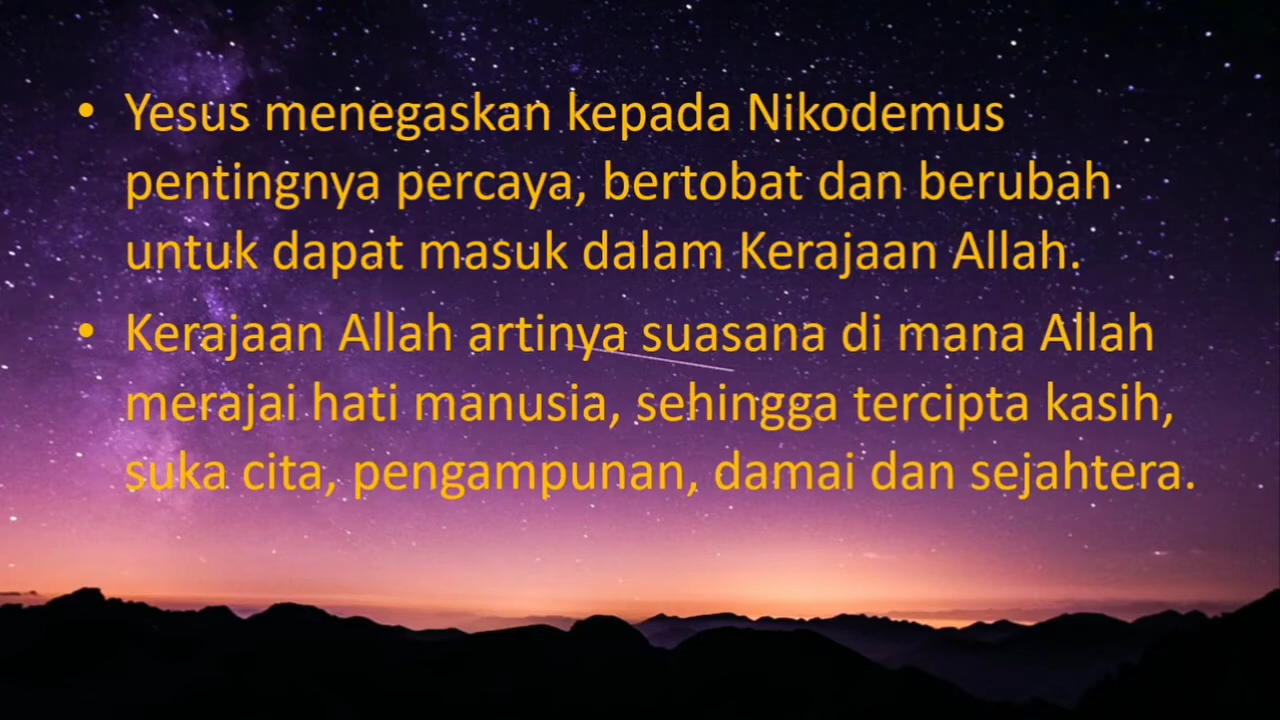 • Yesus menegaskan kepada Nikodemus
pentingnya percaya, bertobat dan berubah
untuk dapat masuk dalam Kerajaan Allah.
• Kerajaan Allah artinya suasana di mana Allah
merajai hati manusia, sehingga tercipta kasih,
suka cita, pengampunan, damai dan sejahtera.